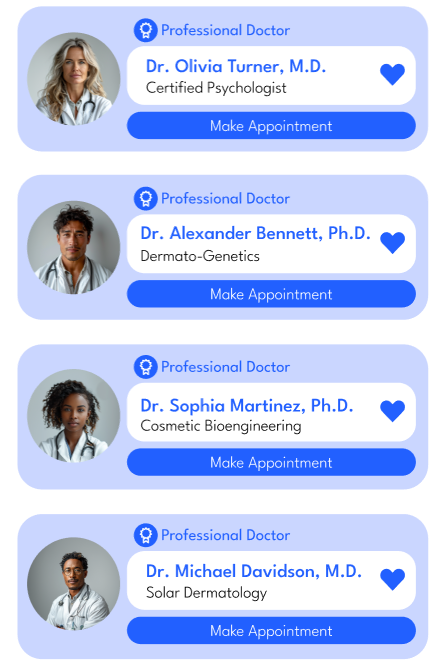 Professional Doctor
Dr. Olivia Turner, M.D.
Certified Psychologist
Make Appointment
Professional Doctor
Dr. Alexander Bennett, Ph.D.
Dermato-Genetics
Make Appointment
Professional Doctor
Dr. Sophia Martinez, Ph.D.
Cosmetic Bioengineering
Make Appointment
Professional Doctor
Dr. Michael Davidson, M.D.
Solar Dermatology
Make Appointment